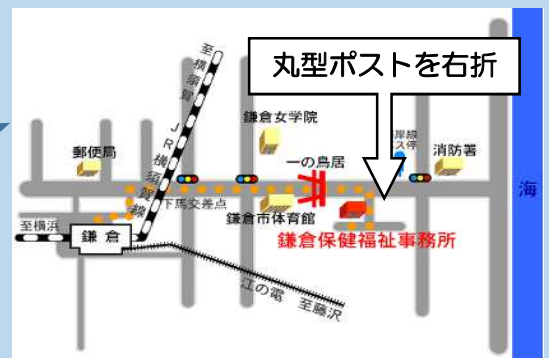 丸型ポストを右折
至横須賀
JR横須賀線
鎌倉女学院
郵便局
一の鳥居
岸線
ス停
消防署
下馬交差点
鎌倉市体育館
海
至横浜
鎌倉
鎌倉保健福祉事務所
江の電 至藤沢